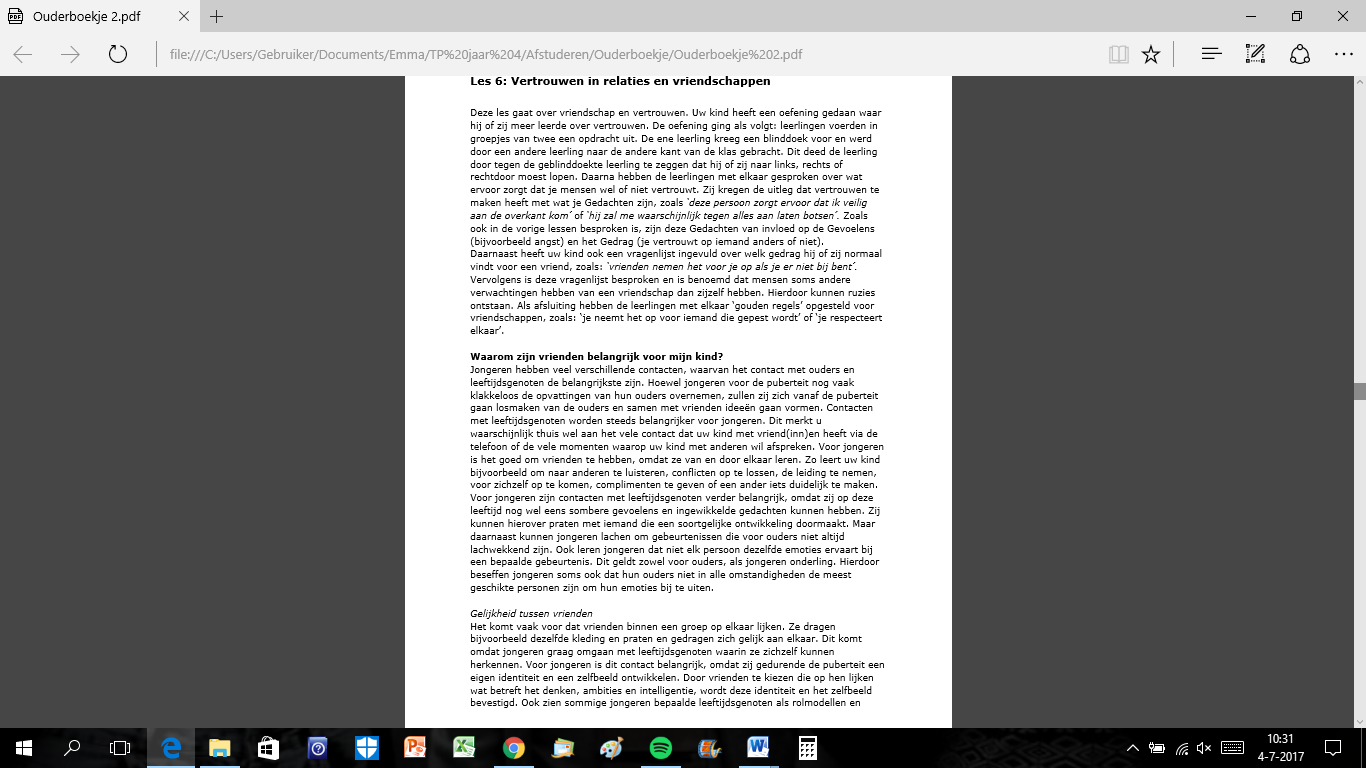 Ouderboekje 2.pdf
file:///C:/Users/Gebruiker/Documents/Emma/TP%20jaar%204/Afstuderen/Ouderboekje/Ouderboekje%202.pdf
Les 6: Vertrouwen in relaties en vriendschappen
Deze les gaat over vriendschap en vertrouwen. Uw kind heeft een oefening gedaan waar
hij of zij meer leerde over vertrouwen. De oefening ging als volgt: leerlingen voerden in
groepjes van twee een opdracht uit. De ene leerling kreeg een blinddoek voor en werd
door een andere leerling naar de andere kant van de klas gebracht. Dit deed de leerling
door tegen de geblinddoekte leerling te zeggen dat hij of zij naar links, rechts of
rechtdoor moest lopen. Daarna hebben de leerlingen met elkaar gesproken over wat
ervoor zorgt dat je mensen wel of niet vertrouwt. Zij kregen de uitleg dat vertrouwen te
maken heeft met wat je Gedachten zijn, zoals ‘deze persoon zorgt ervoor dat ik veilig
aan de overkant kom’ of ‘hij zal me waarschijnlijk tegen alles aan laten botsen’. Zoals
ook in de vorige lessen besproken is, zijn deze Gedachten van invloed op de Gevoelens
(bijvoorbeeld angst) en het Gedrag (je vertrouwt op iemand anders of niet).
Daarnaast heeft uw kind ook een vragenlijst ingevuld over welk gedrag hij of zij normaal
vindt voor een vriend, zoals: ‘vrienden nemen het voor je op als je er niet bij bent’.
Vervolgens is deze vragenlijst besproken en is benoemd dat mensen soms andere
verwachtingen hebben van een vriendschap dan zijzelf hebben. Hierdoor kunnen ruzies
ontstaan. Als afsluiting hebben de leerlingen met elkaar ‘gouden regels’ opgesteld voor
vriendschappen, zoals: ‘je neemt het op voor iemand die gepest wordt’ of ‘je respecteert
elkaar’.
Waarom zijn vrienden belangrijk voor mijn kind?
Jongeren hebben veel verschillende contacten, waarvan het contact met ouders en
leeftijdsgenoten de belangrijkste zijn. Hoewel jongeren voor de puberteit nog vaak
klakkeloos de opvattingen van hun ouders overnemen, zullen zij zich vanaf de puberteit
gaan losmaken van de ouders en samen met vrienden ideeën gaan vormen. Contacten
met leeftijdsgenoten worden steeds belangrijker voor jongeren. Dit merkt u
waarschijnlijk thuis wel aan het vele contact dat uw kind met vriend(inn)en heeft via de
telefoon of de vele momenten waarop uw kind met anderen wil afspreken. Voor jongeren
is het goed om vrienden te hebben, omdat ze van en door elkaar leren. Zo leert uw kind
bijvoorbeeld om naar anderen te luisteren, conflicten op te lossen, de leiding te nemen,
voor zichzelf op te komen, complimenten te geven of een ander iets duidelijk te maken.
Voor jongeren zijn contacten met leeftijdsgenoten verder belangrijk, omdat zij op deze
leeftijd nog wel eens sombere gevoelens en ingewikkelde gedachten kunnen hebben. Zij
kunnen hierover praten met iemand die een soortgelijke ontwikkeling doormaakt. Maar
daarnaast kunnen jongeren lachen om gebeurtenissen die voor ouders niet altijd
lachwekkend zijn. Ook leren jongeren dat niet elk persoon dezelfde emoties ervaart bij
een bepaalde gebeurtenis. Dit geldt zowel voor ouders, als jongeren onderling. Hierdoor
beseffen jongeren soms ook dat hun ouders niet in alle omstandigheden de meest
geschikte personen zijn om hun emoties bij te uiten.
Gelijkheid tussen vrienden
Het komt vaak voor dat vrienden binnen een groep op elkaar lijken. Ze dragen
bijvoorbeeld dezelfde kleding en praten en gedragen zich gelijk aan elkaar. Dit komt
omdat jongeren graag omgaan met leeftijdsgenoten waarin ze zichzelf kunnen
herkennen. Voor jongeren is dit contact belangrijk, omdat zij gedurende de puberteit een
eigen identiteit en een zelfbeeld ontwikkelen. Door vrienden te kiezen die op hen lijken
wat betreft het denken, ambities en intelligentie, wordt deze identiteit en het zelfbeeld
bevestigd. Ook zien sommige jongeren bepaalde leeftijdsgenoten als rolmodellen en
10:31
4-7-2017